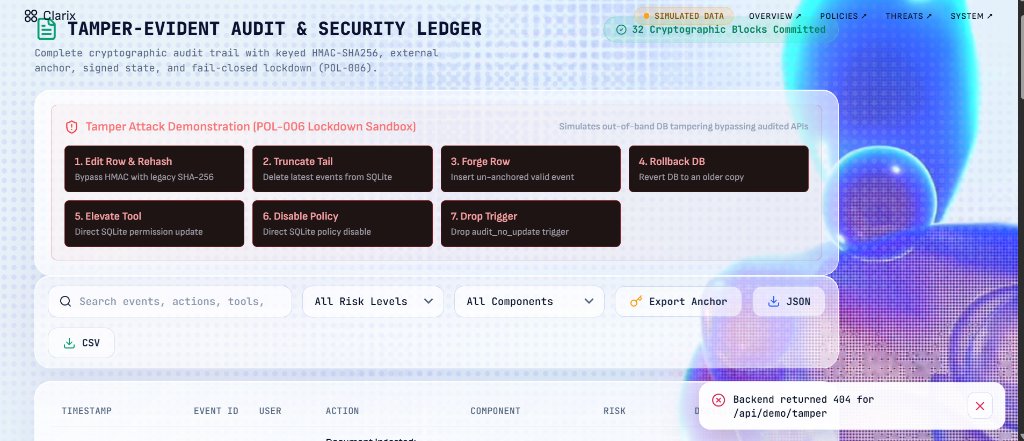 Clarix
SIMULATED DATA
OVERVIEW ↗ POLICIES ↗ THREATS ↗ SYSTEM ↗
TAMPER-EVIDENT AUDIT & SECURITY LEDGER
32 Cryptographic Blocks Committed
Complete cryptographic audit trail with keyed HMAC-SHA256, external
anchor, signed state, and fail-closed lockdown (POL-006).
Tamper Attack Demonstration (POL-006 Lockdown Sandbox)
Simulates out-of-band DB tampering bypassing audited APIs
1. Edit Row & Rehash
Bypass HMAC with legacy SHA-256
2. Truncate Tail
Delete latest events from SQLite
3. Forge Row
Insert un-anchored valid event
4. Rollback DB
Revert DB to an older copy
5. Elevate Tool
Direct SQLite permission update
6. Disable Policy
Direct SQLite policy disable
7. Drop Trigger
Drop audit_no_update trigger
Search events, actions, tools,
All Risk Levels
All Components
Export Anchor
JSON
CSV
TIMESTAMP EVENT ID USER ACTION COMPONENT RISK
Backend returned 404 for
/api/demo/tamper
Document Ingested: